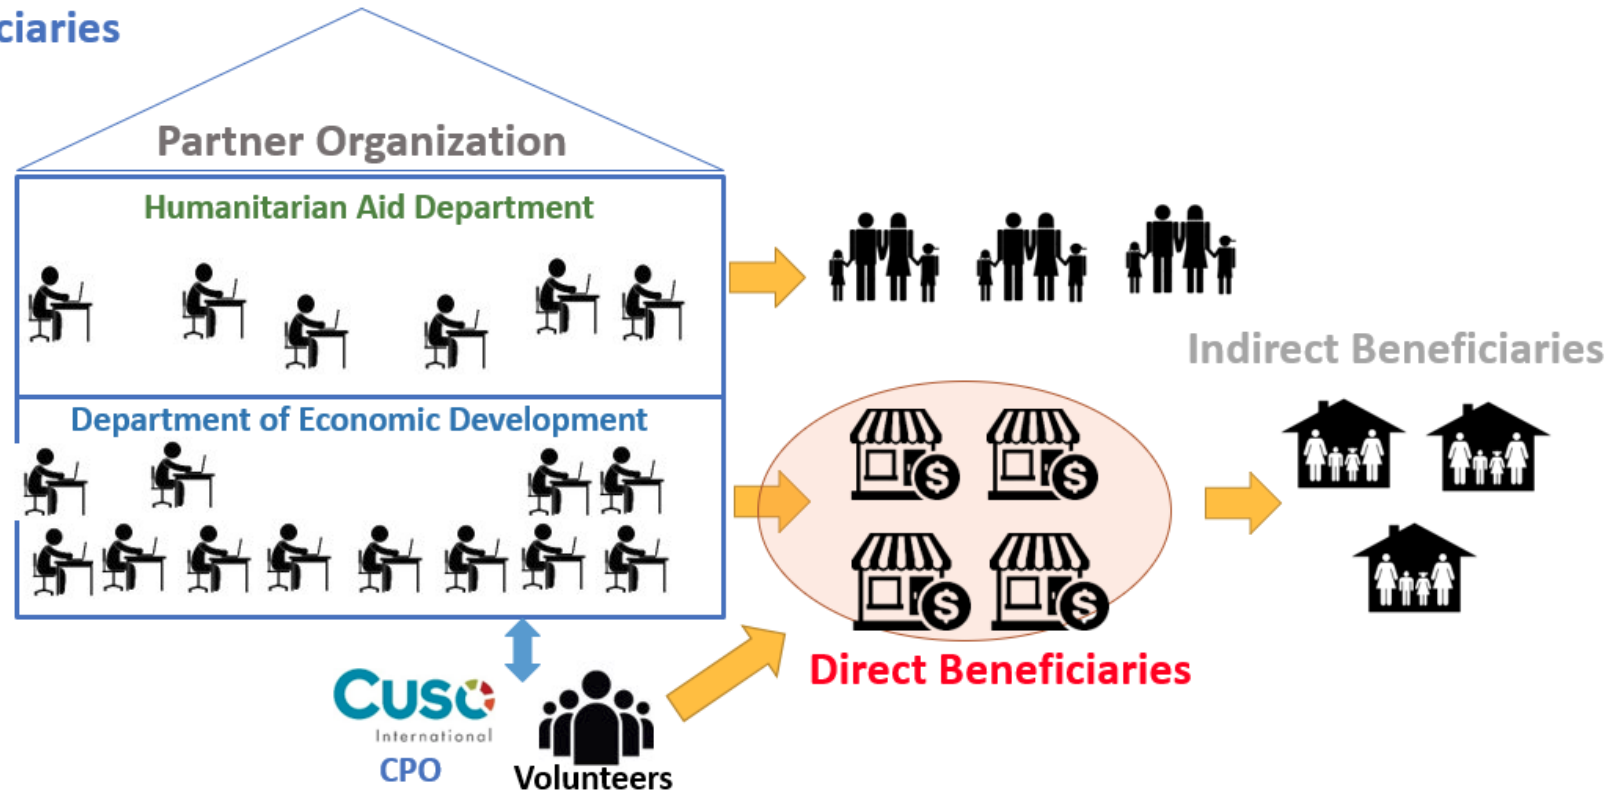 ciaries
Partner Organization
Humanitarian Aid Department
Indirect Beneficiaries
Department of Economic Development
$ $
$ $
Direct Beneficiaries
Cuso
International
CPO
Volunteers